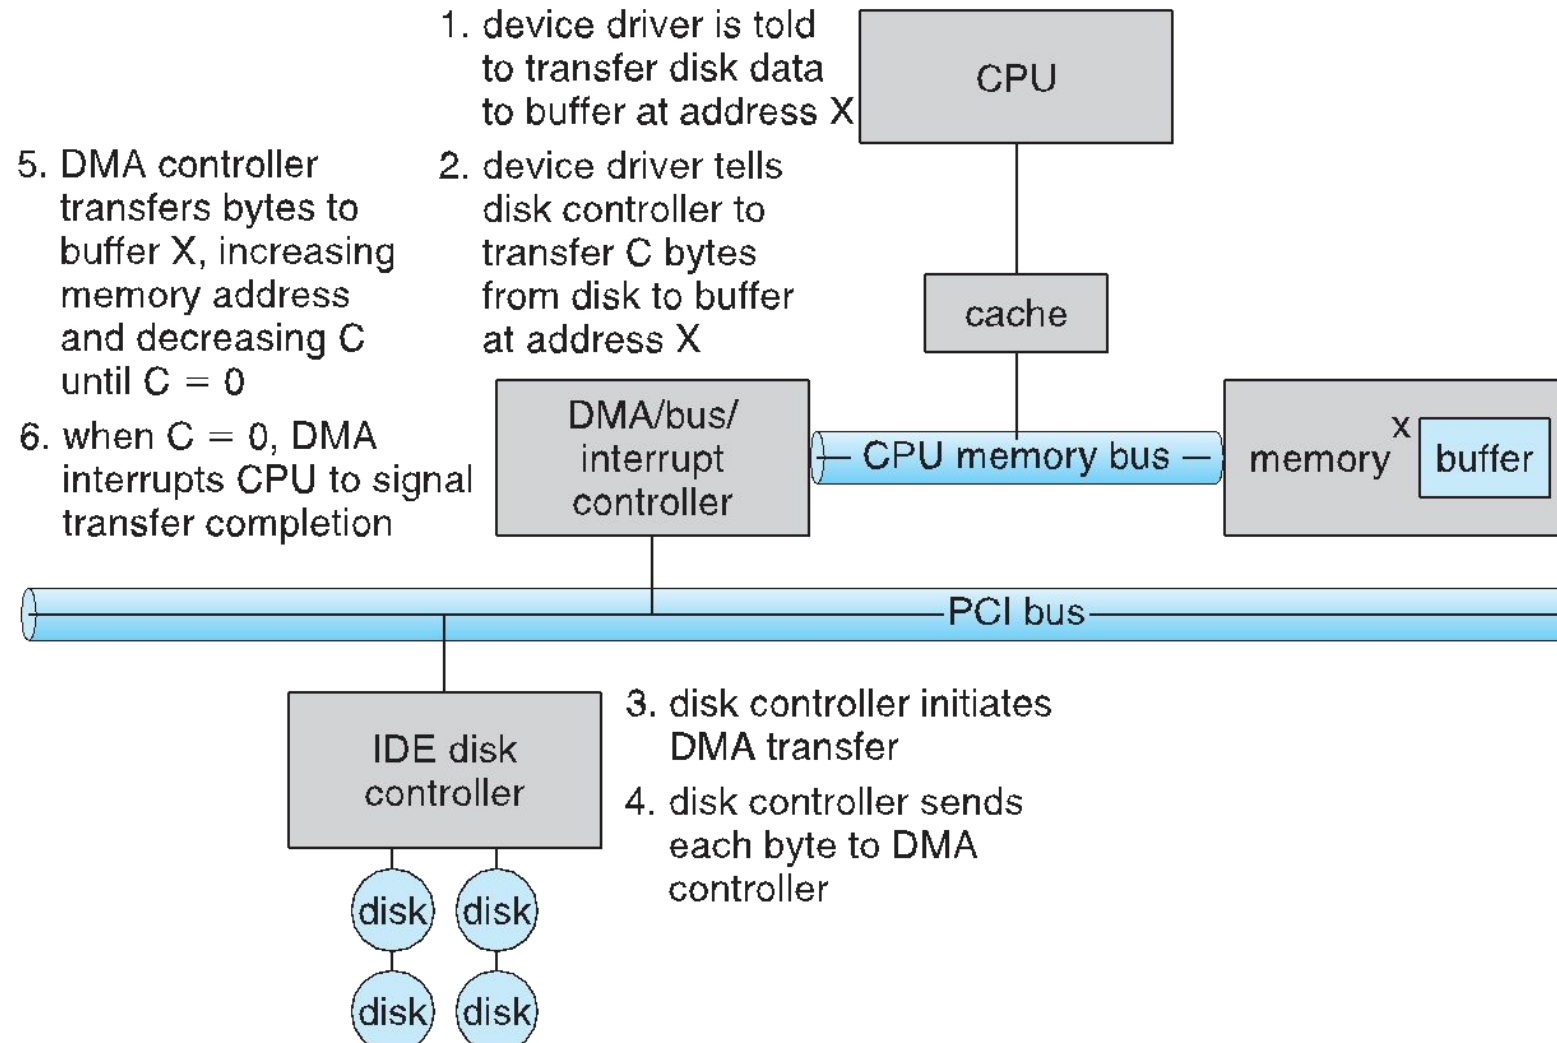 1. device driver is told
to transfer disk data
to buffer at address X
CPU
5. DMA controller
transfers bytes to
buffer X, increasing
memory address
and decreasing C
until C = 0
2. device driver tells
disk controller to
transfer C bytes
from disk to buffer
at address X
cache
6. when C = 0, DMA
interrupts CPU to signal
transfer completion
DMA/bus/
interrupt
controller
CPU memory bus
memory
X
buffer
PCI bus
IDE disk
controller
3. disk controller initiates
DMA transfer
4. disk controller sends
each byte to DMA
controller
disk disk
disk disk